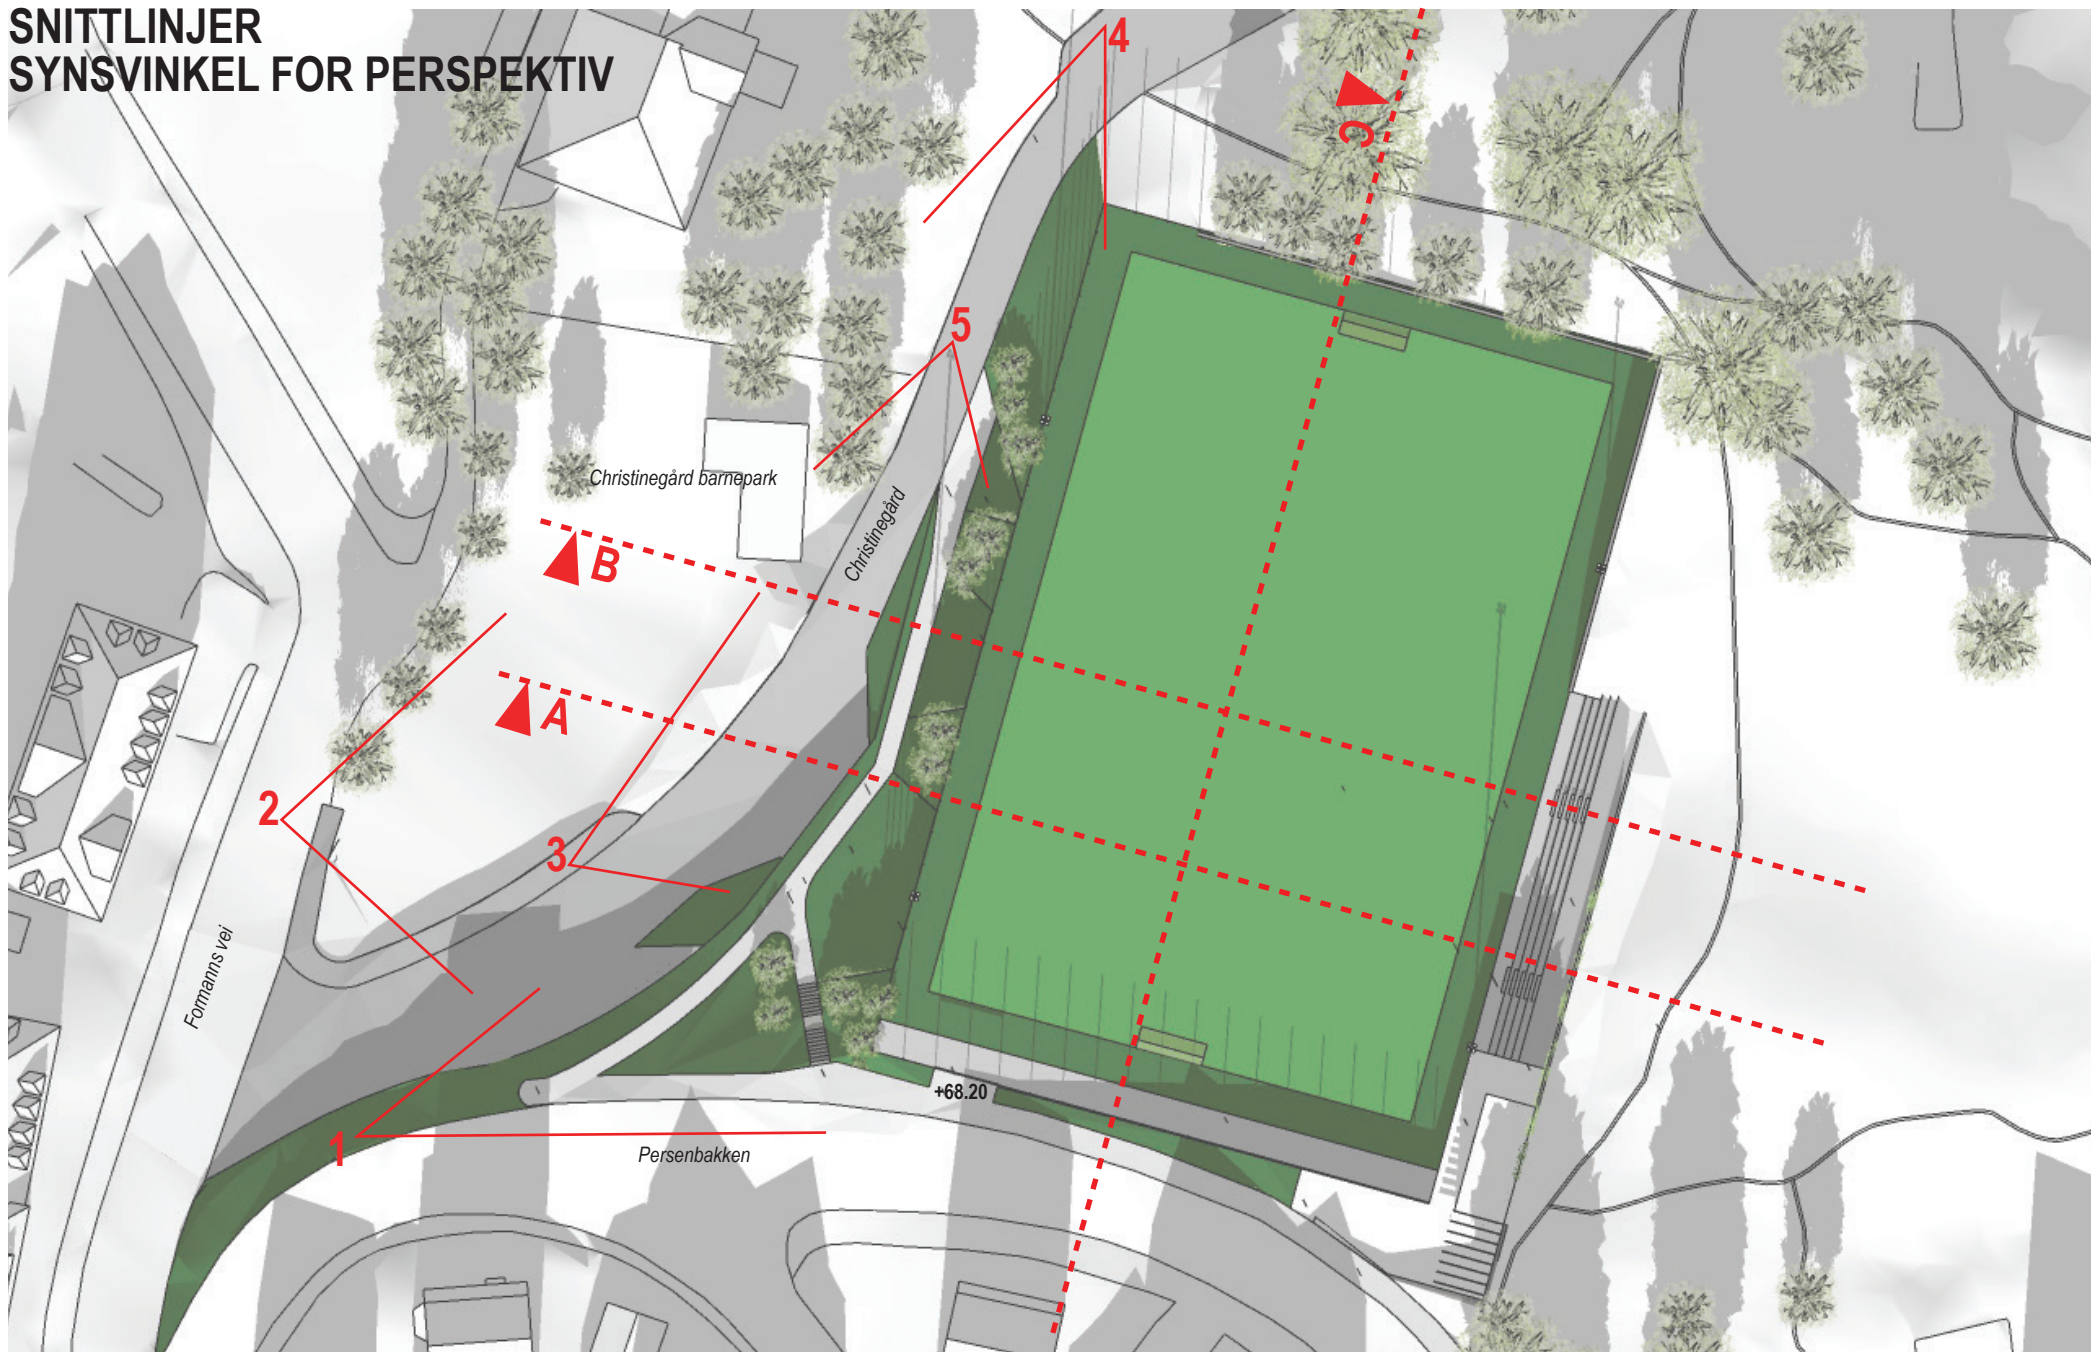 SNITTLINJER
SYNSVINKEL FOR PERSPEKTIV
4
C
5
Christinegård barnepark
Christinegård
B
A
2
3
Formanns vei
+68.20
1
Persenbakken